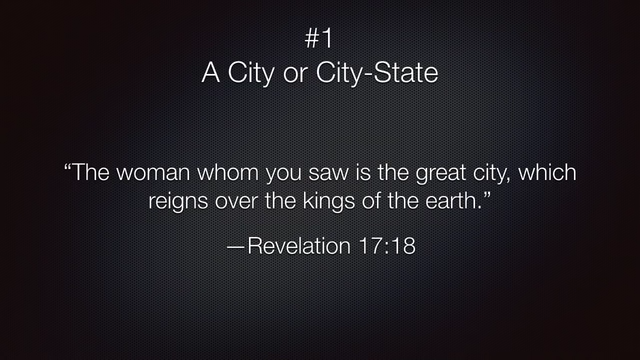 #1
A City or City-State
“The woman whom you saw is the great city, which
reigns over the kings of the earth.”
—Revelation 17:18